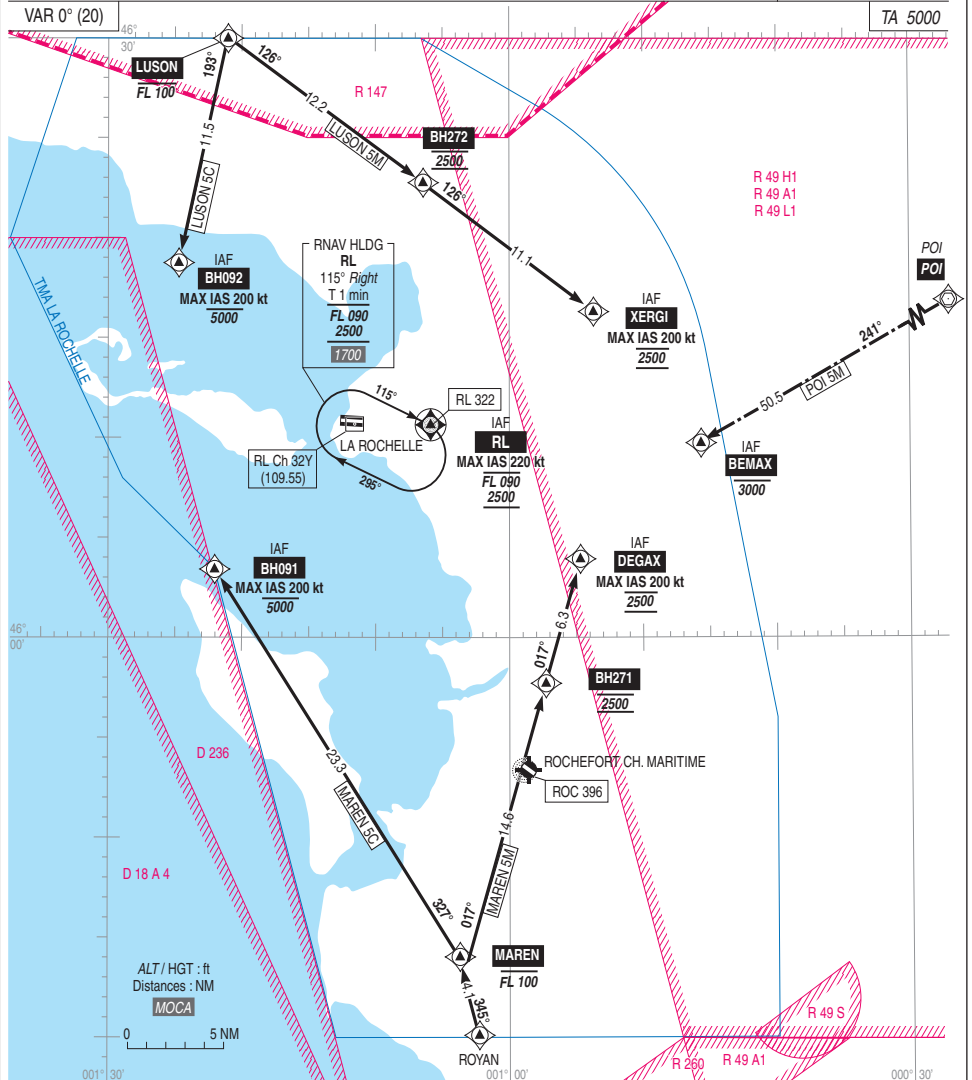 VAR 0° (20)
TA 5000
46°
30'
LUSON
FL 100
193°
126°
11.5
12.2
LUSON 5C
LUSON 5M
R 147
BH272
2500
126°
11.1
R 49 H1
R 49 A1
R 49 L1
IAF
BH092
MAX IAS 200 kt
5000
RNAV HLDG
RL
115° Right
T 1 min
FL 090
2500
1700
TMA LA ROCHELLE
IAF
XERGI
MAX IAS 200 kt
2500
POI
POI
241°
50.5
POI 5M
115°
RL 322
LA ROCHELLE
RL Ch 32Y
(109.55)
295°
IAF
RL
MAX IAS 220 kt
FL 090
2500
IAF
BEMAX
3000
IAF
BH091
MAX IAS 200 kt
5000
IAF
DEGAX
MAX IAS 200 kt
2500
46°
00'
6.3
017°
BH271
2500
D 236
23.3
MAREN 5C
ROCHEFORT CH. MARITIME
ROC 396
14.6
MAREN 5M
D 18 A 4
327°
017°
MAREN
FL 100
4.1
345°
ROYAN
ALT / HGT : ft
Distances : NM
MOCA
0
5 NM
R 49 S
R 260
R 49 A1
001° 30'
001° 00'
000° 30'